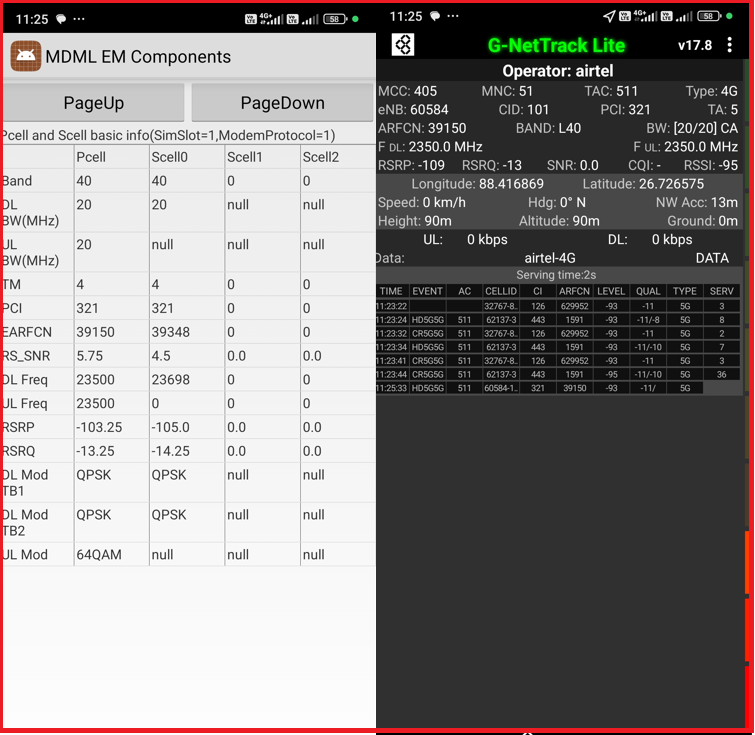 11:25
4G+
58
MDML EM Components
PageUp
PageDown
Pcell and Scell basic info(SimSlot=1,ModemProtocol=1)
Pcell Scell0 Scell1 Scell2
Band 40 40 0 0
DL BW(MHz) 20 20 null null
UL BW(MHz) 20 null null null
TM 4 4 0 0
PCI 321 321 0 0
EARFCN 39150 39348 0 0
RS_SNR 5.75 4.5 0.0 0.0
DL Freq 23500 23698 0 0
UL Freq 23500 0 0 0
RSRP -103.25 -105.0 0.0 0.0
RSRQ -13.25 -14.25 0.0 0.0
DL Mod TB1 QPSK QPSK null null
DL Mod TB2 QPSK QPSK null null
UL Mod 64QAM null null null
11:25
4G+
58
G-NetTrack Lite v17.8
Operator: airtel
MCC: 405 MNC: 51 TAC: 511 Type: 4G
eNB: 60584 CID: 101 PCI: 321 TA: 5
ARFCN: 39150 BAND: L40 BW: [20/20] CA
F DL: 2350.0 MHz F UL: 2350.0 MHz
RSRP: -109 RSRQ: -13 SNR: 0.0 CQI: - RSSI: -95
Longitude: 88.416869 Latitude: 26.726575
Speed: 0 km/h Hdg: 0° N NW Acc: 13m
Height: 90m Altitude: 90m Ground: 0m
UL: 0 kbps DL: 0 kbps
Data: airtel-4G DATA
Serving time:2s
TIME EVENT AC CELLID CI ARFCN LEVEL QUAL TYPE SERV
11:23:22 32767-8.. 126 629952 -93 -11 5G 3
11:23:24 HD5G5G 511 62137-3 443 1591 -93 -11/-8 5G 8
11:23:32 CR5G5G 511 32767-8.. 126 629952 -93 -11 5G 2
11:23:34 HD5G5G 511 62137-3 443 1591 -93 -11/-10 5G 7
11:23:41 CR5G5G 511 32767-8.. 126 629952 -93 -11 5G 3
11:23:44 CR5G5G 511 62137-3 443 1591 -95 -11/-10 5G 36
11:25:33 HD5G5G 511 60584-1.. 321 39150 -93 -11/ 5G